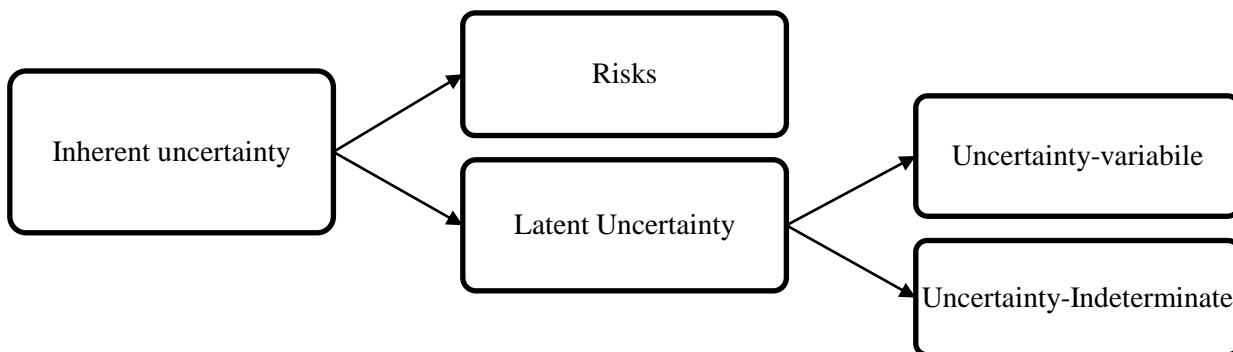 Inherent uncertainty
Risks
Latent Uncertainty
Uncertainty-variabile
Uncertainty-Indeterminate